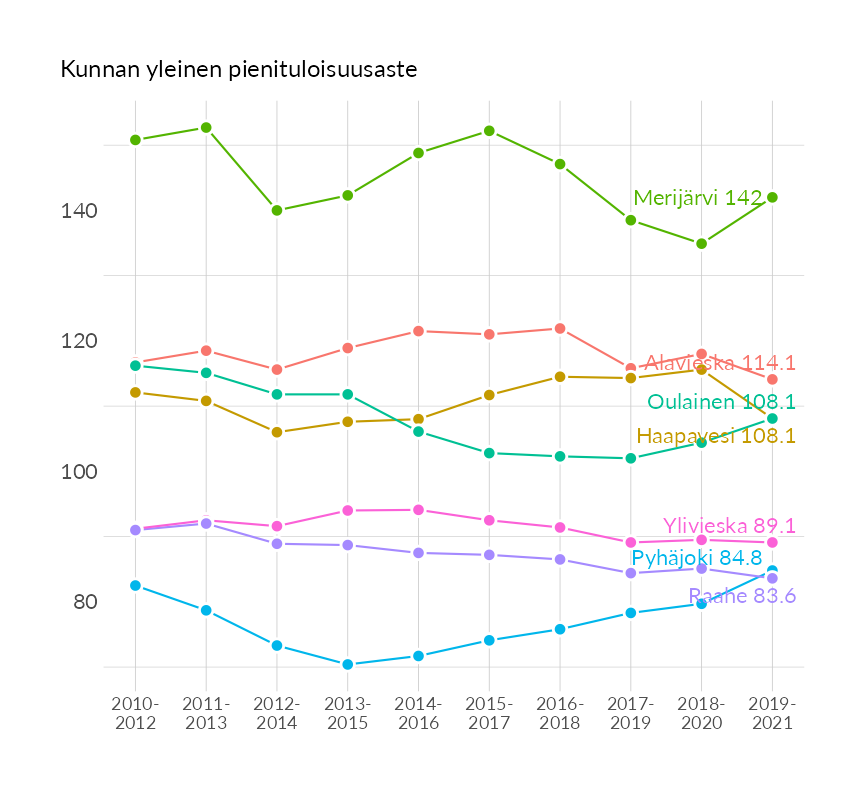 Kunnan yleinen pienituloisuusaste
Merijärvi 142
140
120
Alavieska 114.1
Oulainen 108.1
Haapavesi 108.1
100
Ylivieska 89.1
Pyhäjoki 84.8
Raahe 83.6
80
2010- 2011- 2012- 2013- 2014- 2015- 2016- 2017- 2018- 2019-
2012 2013 2014 2015 2016 2017 2018 2019 2020 2021